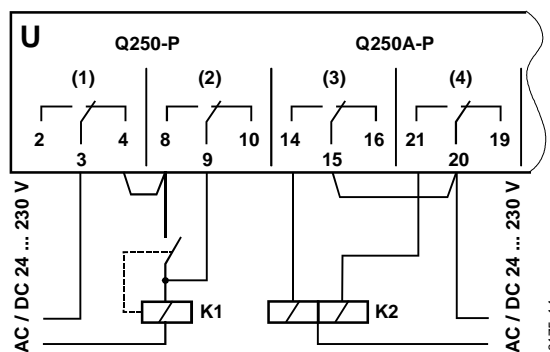 U
Q250-P Q250A-P
(1) (2) (3) (4)
2 4 8 10 14 16 21 19
3 9 15 20
AC / DC 24 ... 230 V
K1
K2
AC / DC 24 ... 230 V